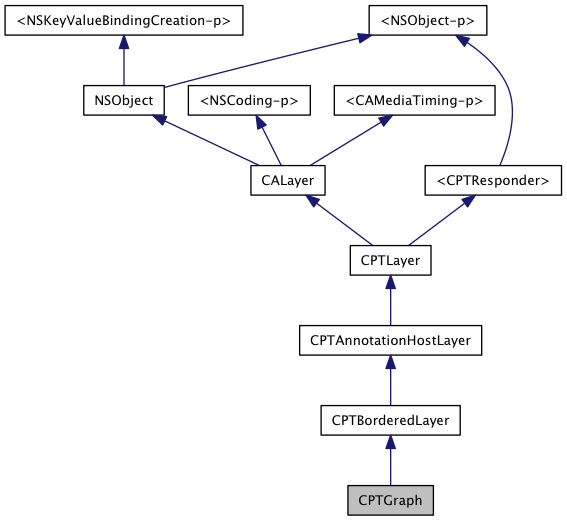 <NSKeyValueBindingCreation-p>
<NSObject-p>
NSObject
<NSCoding-p>
<CAMediaTiming-p>
CALayer
<CPTResponder>
CPTLayer
CPTAnnotationHostLayer
CPTBorderedLayer
CPTGraph